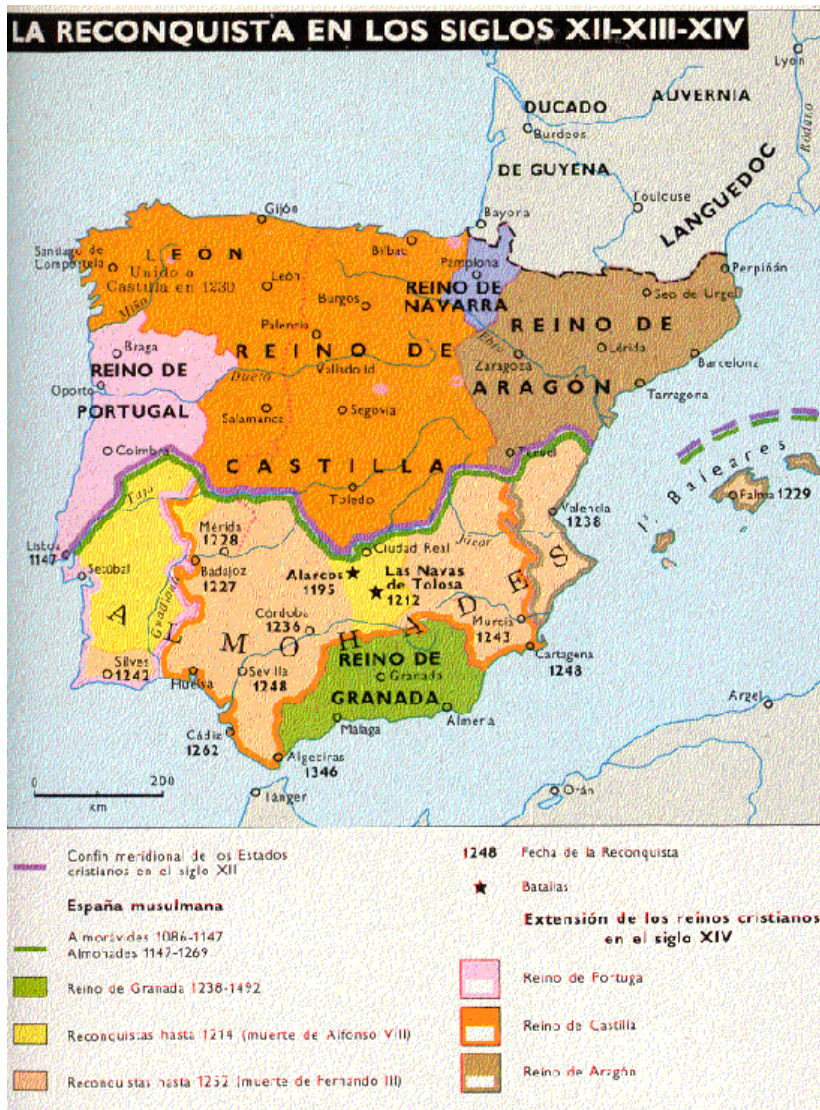 LA RECONQUISTA EN LOS SIGLOS XII-XIII-XIV
Lyon
DUCADO
AUVERNIA
Burdeos
Ródano
DE GUYENA
LANGUEDOC
Toulouse
Bayona
Gijón
Santiago de
Compostela
LEÓN
Unido a
Castilla en 1230
León
Bilbao
Pamplona
REINO DE
NAVARRA
Perpiñán
Seo de Urgel
Miño
Burgos
Palencia
REINO DE
Ebro
REINO DE
Braga
REINO DE
Valladolid
Zaragoza
Lérida
Barcelona
Oporto
Duero
ARAGÓN
Tarragona
PORTUGAL
Salamanca
Segovia
Coimbra
CASTILLA
Teruel
Toledo
Tajo
Is. Baleares
Palma 1229
Valencia
1238
Mérida
1228
Júcar
Lisboa
1147
Ciudad Real
Setúbal
Badajoz
1227
Alarcos
1195
Las Navas
de Tolosa
1212
Guadiana
ALMOHADES
Córdoba
1236
Murcia
1243
Silves
1242
Huelva
Sevilla
1248
REINO DE
Granada
GRANADA
Cartagena
1248
Argel
Cádiz
1262
Málaga
Almería
Algeciras
1346
0 200
km
Tánger
Orán
Confín meridional de los Estados
cristianos en el siglo XII
España musulmana
Almorávides 1086-1147
Almohades 1147-1269
Reino de Granada 1238-1492
Reconquistas hasta 1214 (muerte de Alfonso VIII)
Reconquistas hasta 1252 (muerte de Fernando III)
1248 Fecha de la Reconquista
Batallas
Extensión de los reinos cristianos
en el siglo XIV
Reino de Portuga
Reino de Castilla
Reino de Aragón